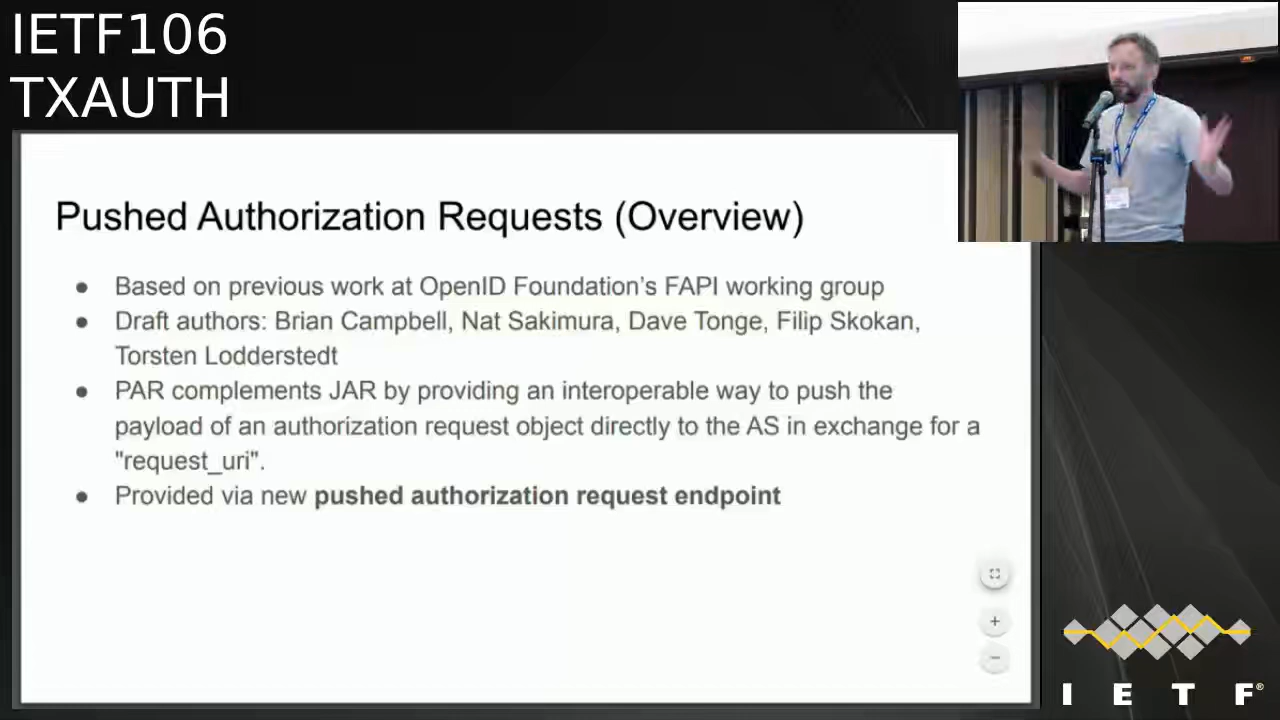 IETF106
TXAUTH
Pushed Authorization Requests (Overview)
● Based on previous work at OpenID Foundation's FAPI working group
● Draft authors: Brian Campbell, Nat Sakimura, Dave Tonge, Filip Skokan,
Torsten Lodderstedt
● PAR complements JAR by providing an interoperable way to push the
payload of an authorization request object directly to the AS in exchange for a
"request_uri".
● Provided via new pushed authorization request endpoint
I E T F®